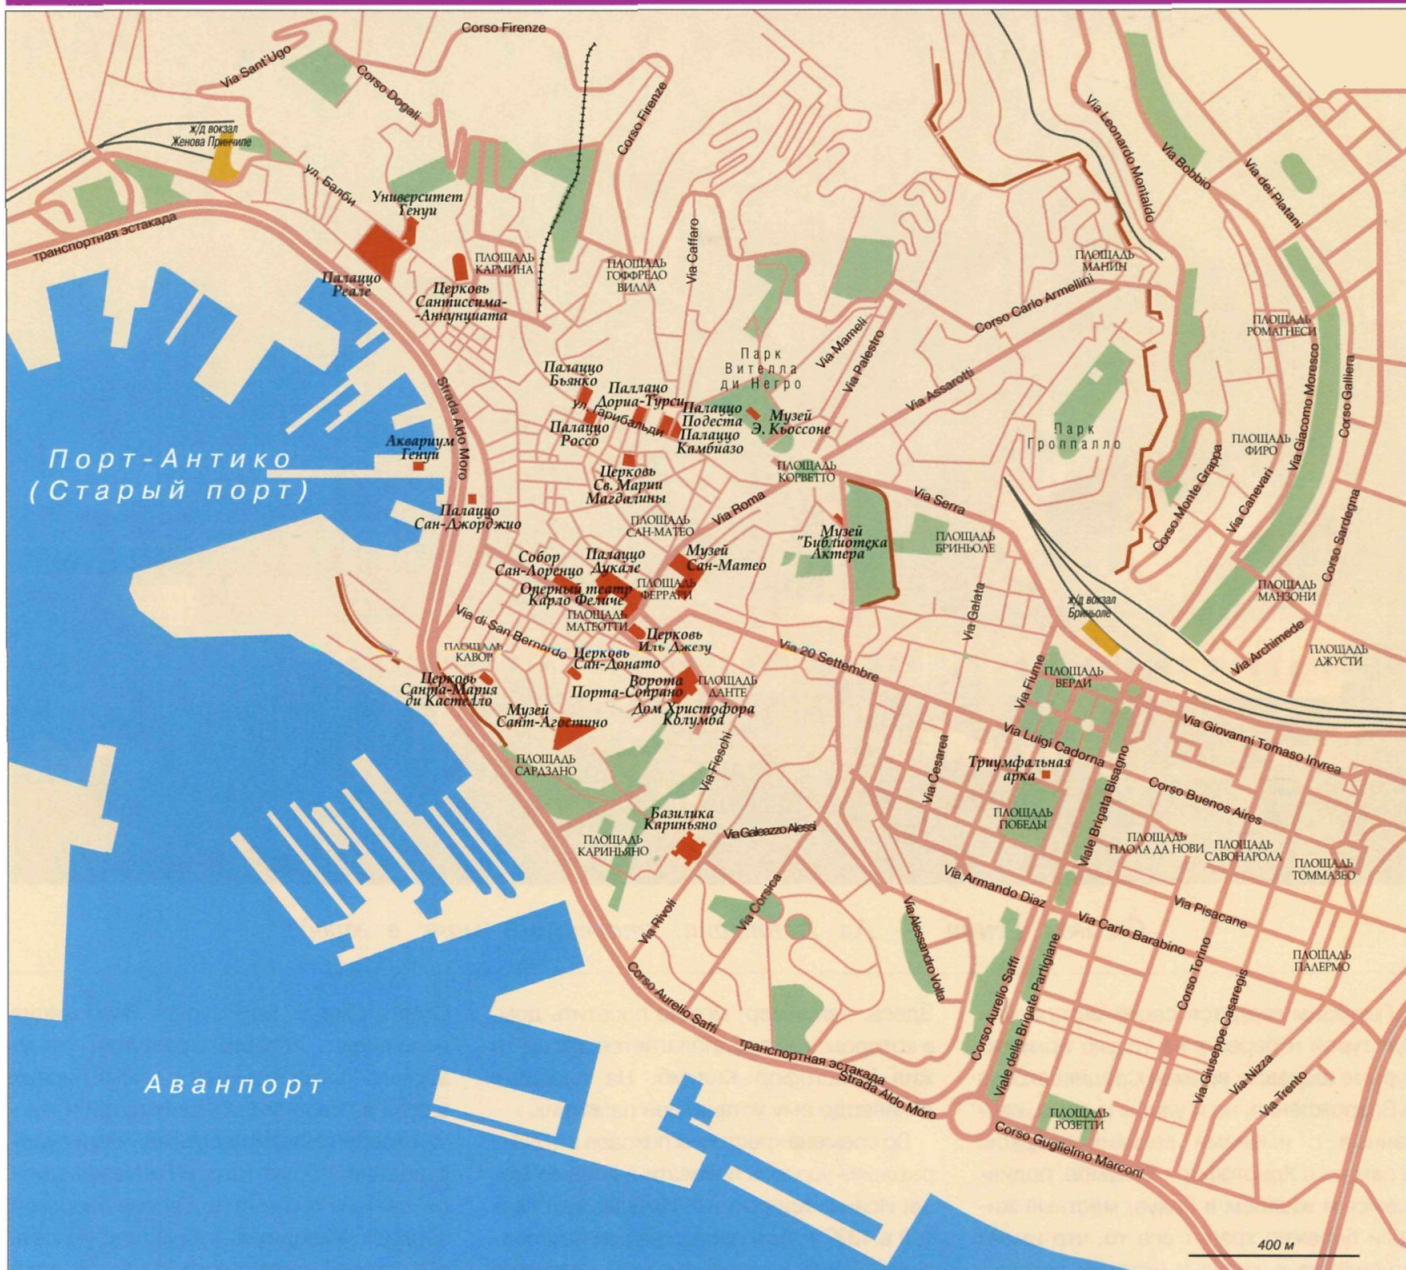 Corso Firenze
Via Sant'Ugo
Corso Dogali
Corso Firenze
ж/д вокзал
Женова Принчипе
ул. Балби
Университет
Генуи
транспортная эстакада
Палаццо
Реале
Церковь
Сантиссима-
-Аннунциата
ПЛОЩАДЬ
КАРМИНА
ПЛОЩАДЬ
ГОФФРЕДО
ВИЛЛА
Via Caffaro
Via Leonardo Montaldo
Via Bobbio
Via dei Platani
ПЛОЩАДЬ
МАНИН
Corso Carlo Armellini
ПЛОЩАДЬ
РОМАГНЕСИ
Via Giacomo Moresco
Corso Galliera
Via Mameli
Via Palestro
Via Assarotti
Парк
Вителла
ди Негро
Палаццо
Бьянко
Паллацо
Дориа-Турси
ул. Гарибальди
Палаццо
Россо
Палаццо
Подеста
Палаццо
Камбиазо
Музей
Э. Кьоссоне
Парк
Гроппалло
ПЛОЩАДЬ
ФИРО
Strada Aldo Moro
Аквариум
Генуи
Порт-Антико
(Старый порт)
Церковь
Св. Марии
Магдалины
ПЛОЩАДЬ
КОРВЕТТО
Via Serra
Via Roma
Corso Monte Grappa
Via Canevari
Corso Sardegna
Палаццо
Сан-Джорджио
ПЛОЩАДЬ
САН-МАТЕО
Музей
"Библиотека
Актера
ПЛОЩАДЬ
БРИНЬОЛЕ
Собор
Сан-Лоренцо
Палаццо
Дукале
Музей
Сан-Матео
Оперный театр
Карло Феличе
ПЛОЩАДЬ
ФЕРРАРИ
ПЛОЩАДЬ
МАТЕОТТИ
Via Galata
ж/д вокзал
Бриньоле
ПЛОЩАДЬ
МАНЗОНИ
Via Archimede
ПЛОЩАДЬ
ДЖУСТИ
Via di San Bernardo
Церковь
Иль Джезу
Via 20 Settembre
ПЛОЩАДЬ
КАВОР
Церковь
Сан-Донато
Церковь
Санта-Мария
ди Кастелло
Ворота
Порта-Сопрано
ПЛОЩАДЬ
ДАНТЕ
Дом Христофора
Колумба
Музей
Сант-Агостино
Via Fiume
ПЛОЩАДЬ
ВЕРДИ
Via Luigi Cadorna
Via Giovanni Tomaso Invrea
ПЛОЩАДЬ
САРДЗАНО
Via Fieschi
Via Cesarea
Триумфальная
арка
Viale Brigata Bisagno
Corso Buenos Aires
Базилика
Кариньяно
Via Galeazzo Alessi
ПЛОЩАДЬ
КАРИНЬЯНО
ПЛОЩАДЬ
ПОБЕДЫ
ПЛОЩАДЬ
ПАОЛА ДА НОВИ
ПЛОЩАДЬ
САВОНАРОЛА
ПЛОЩАДЬ
ТОММАЗЕО
Via Rivoli
Via Corsica
Via Alessandro Volta
Via Armando Diaz
Via Carlo Barabino
Via Pisacane
ПЛОЩАДЬ
ПАЛЕРМО
Corso Aurelio Saffi
Corso Aurelio Saffi
Viale delle Brigate Partigiane
Corso Torino
Via Giuseppe Casaregis
Via Nizza
Via Trento
транспортная эстакада
Strada Aldo Moro
Аванпорт
ПЛОЩАДЬ
РОЗЕТТИ
Corso Guglielmo Marconi
400 м